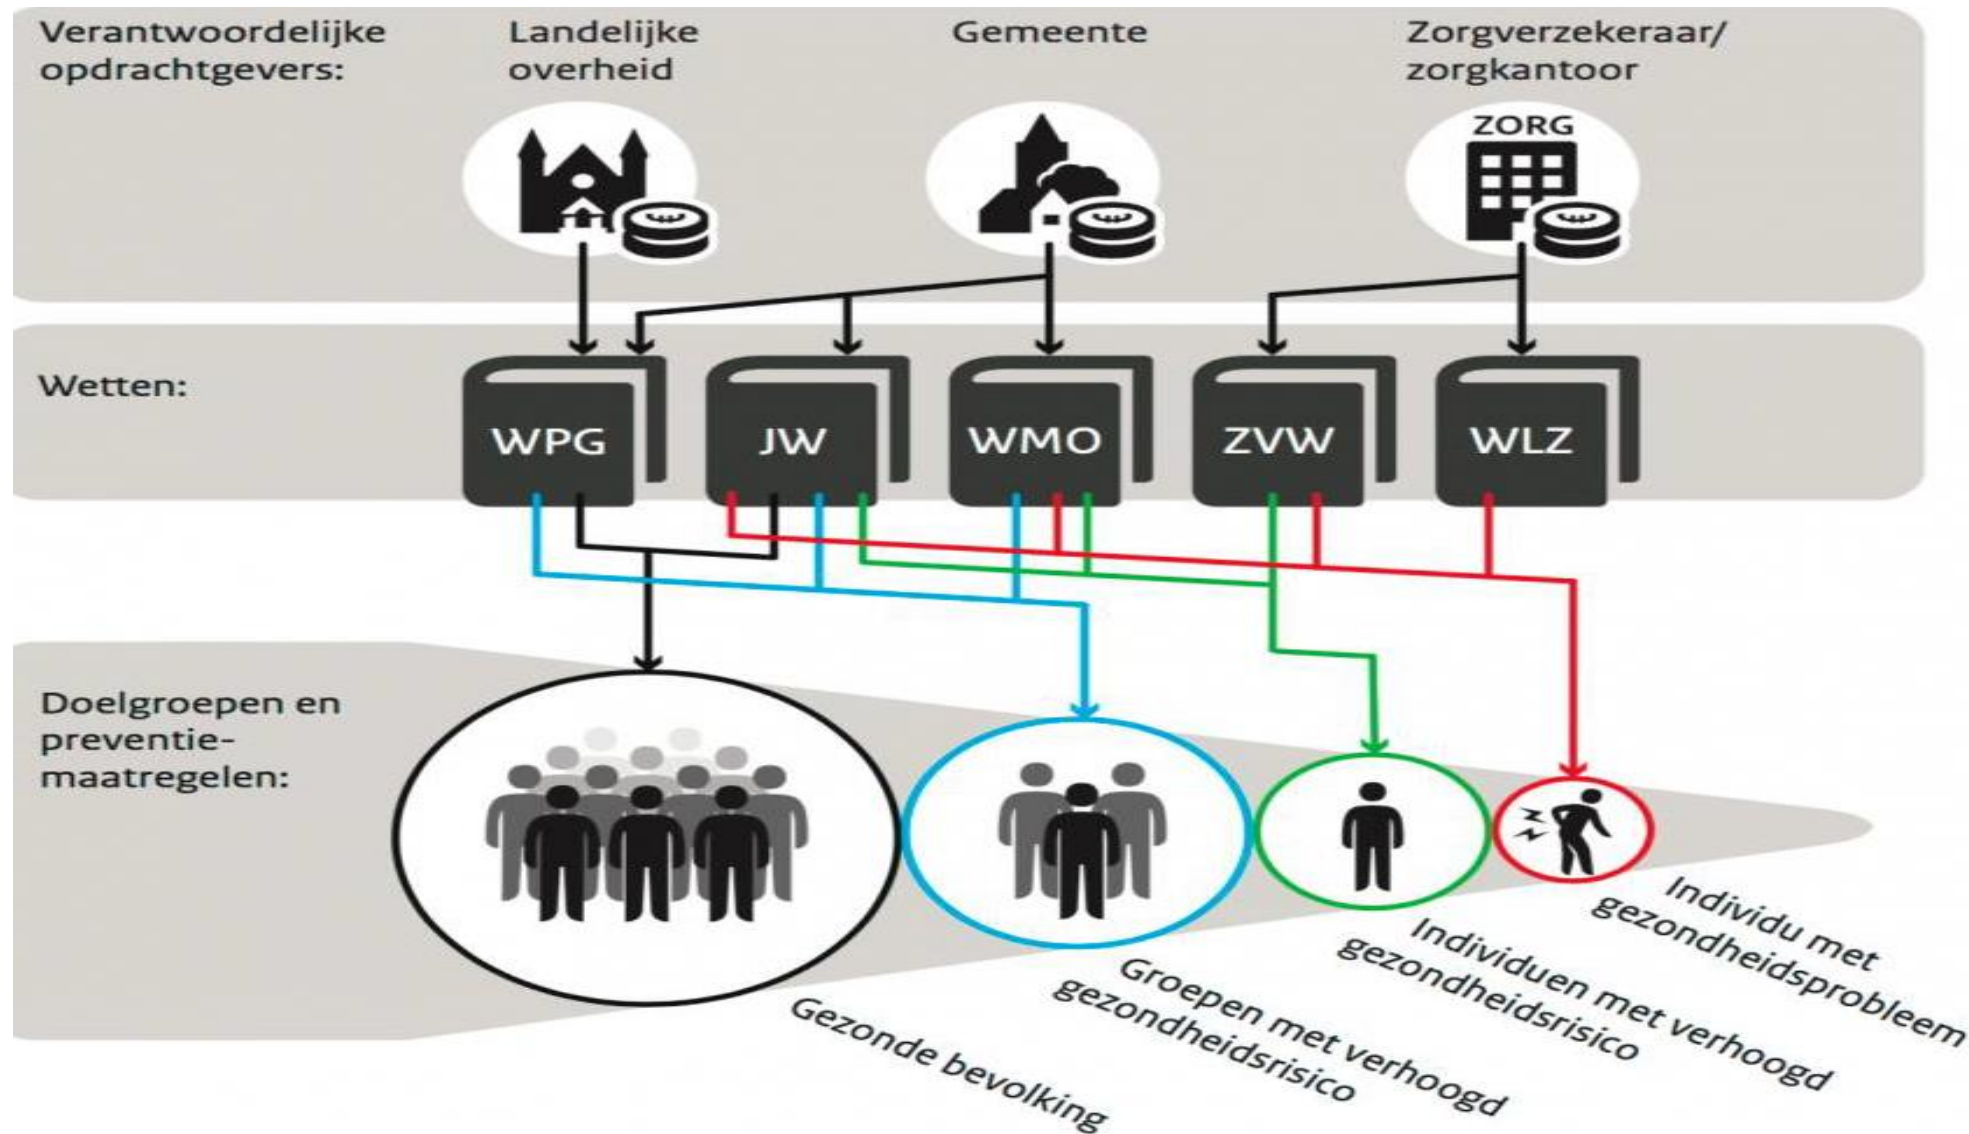 Verantwoordelijke
opdrachtgevers:
Landelijke
overheid
Gemeente
Zorgverzekeraar/
zorgkantoor
ZORG
Wetten:
WPG
JW
WMO
ZVW
WLZ
Doelgroepen en
preventie-
maatregelen:
Gezonde bevolking
Groepen met verhoogd
gezondheidsrisico
Individuen met verhoogd
gezondheidsrisico
Individu met
gezondheidsprobleem